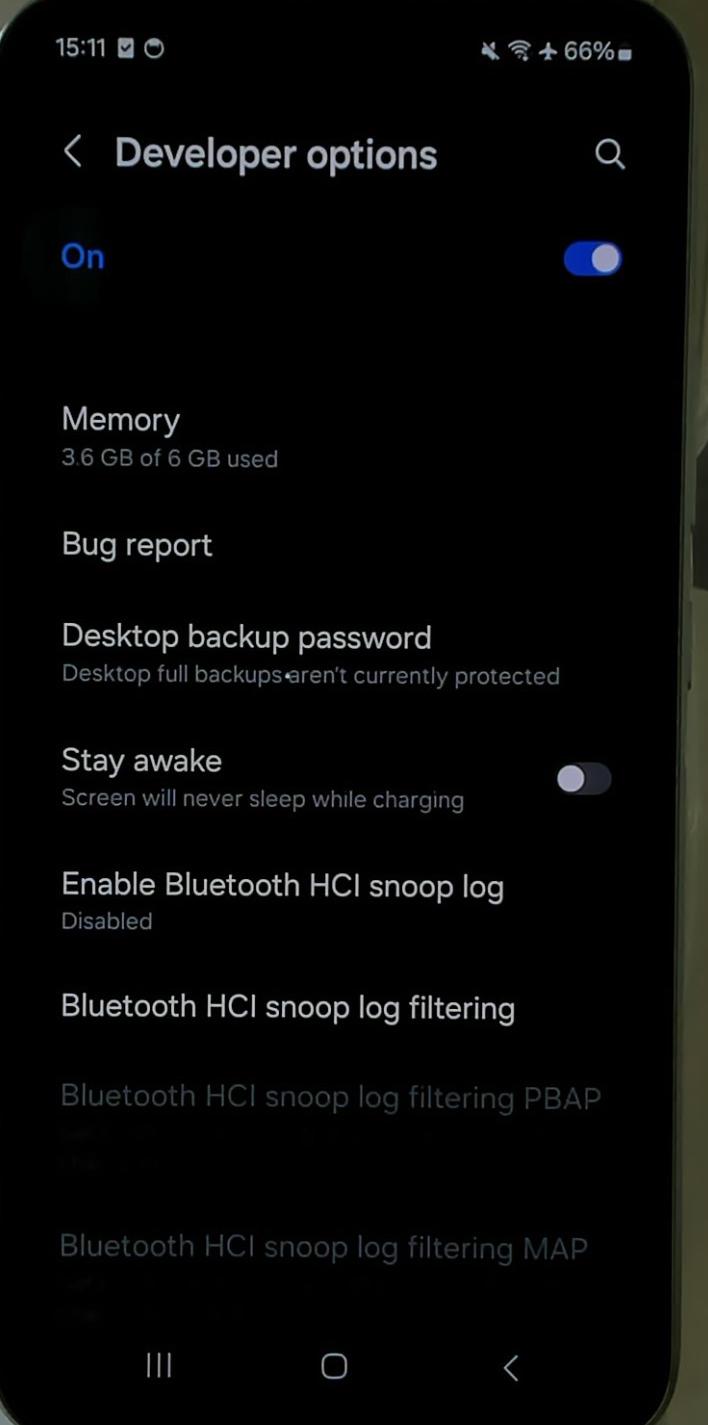 15:11
66%
Developer options
On
Memory
3.6 GB of 6 GB used
Bug report
Desktop backup password
Desktop full backups aren't currently protected
Stay awake
Screen will never sleep while charging
Enable Bluetooth HCI snoop log
Disabled
Bluetooth HCI snoop log filtering
Bluetooth HCI snoop log filtering PBAP
Bluetooth HCI snoop log filtering MAP